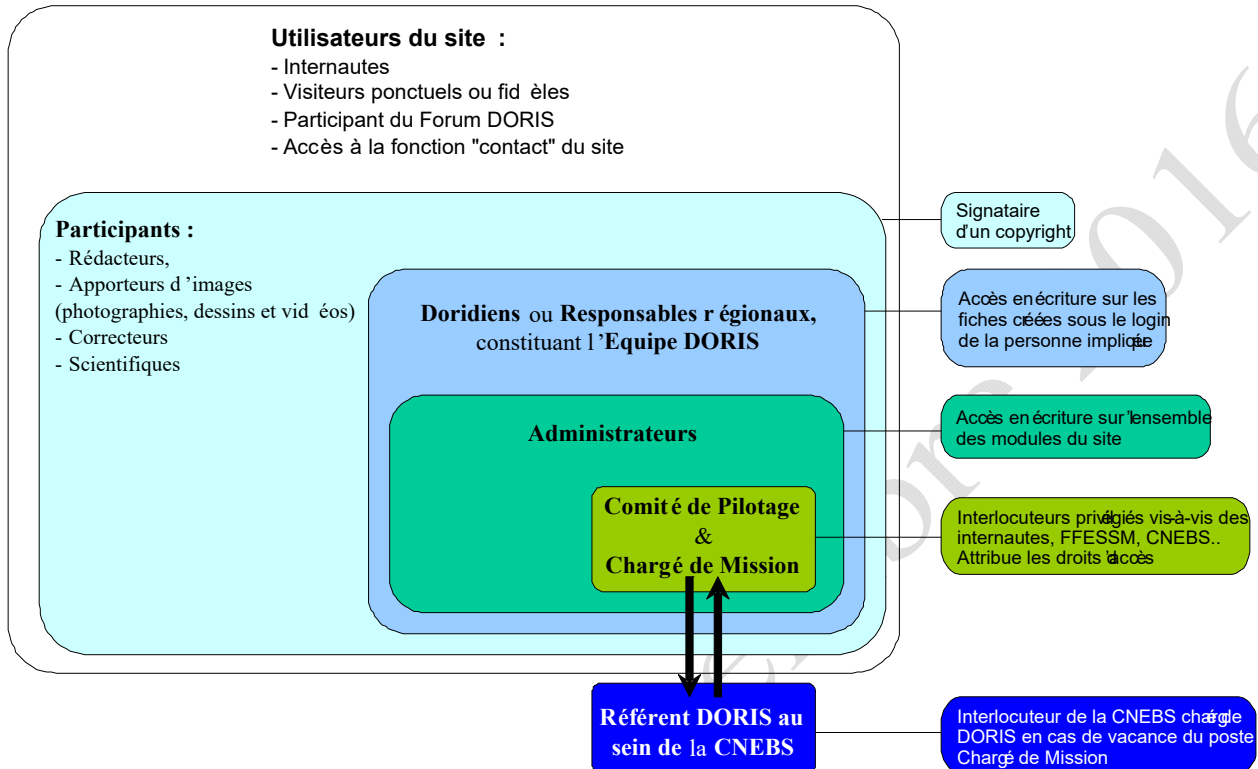 Utilisateurs du site :
- Internautes
- Visiteurs ponctuels ou fid èles
- Participant du Forum DORIS
- Accès à la fonction "contact" du site
Participants :
- Rédacteurs,
- Apporteurs d ’images
(photographies, dessins et vid éos)
- Correcteurs
- Scientifiques
Doridiens ou Responsables r égionaux,
constituant l ’Equipe DORIS
Administrateurs
Comité de Pilotage
&
Chargé de Mission
Référent DORIS au
sein de la CNEBS
Signataire
d'un copyright
Accès en écriture sur les
fiches créées sous le login
de la personne impliquée
Accès en écriture sur l'ensemble
des modules du site
Interlocuteurs privilégiés vis-à-vis des
internautes, FFESSM, CNEBS..
Attribue les droits d'accès
Interlocuteur de la CNEBS chargé de
DORIS en cas de vacance du poste
Chargé de Mission